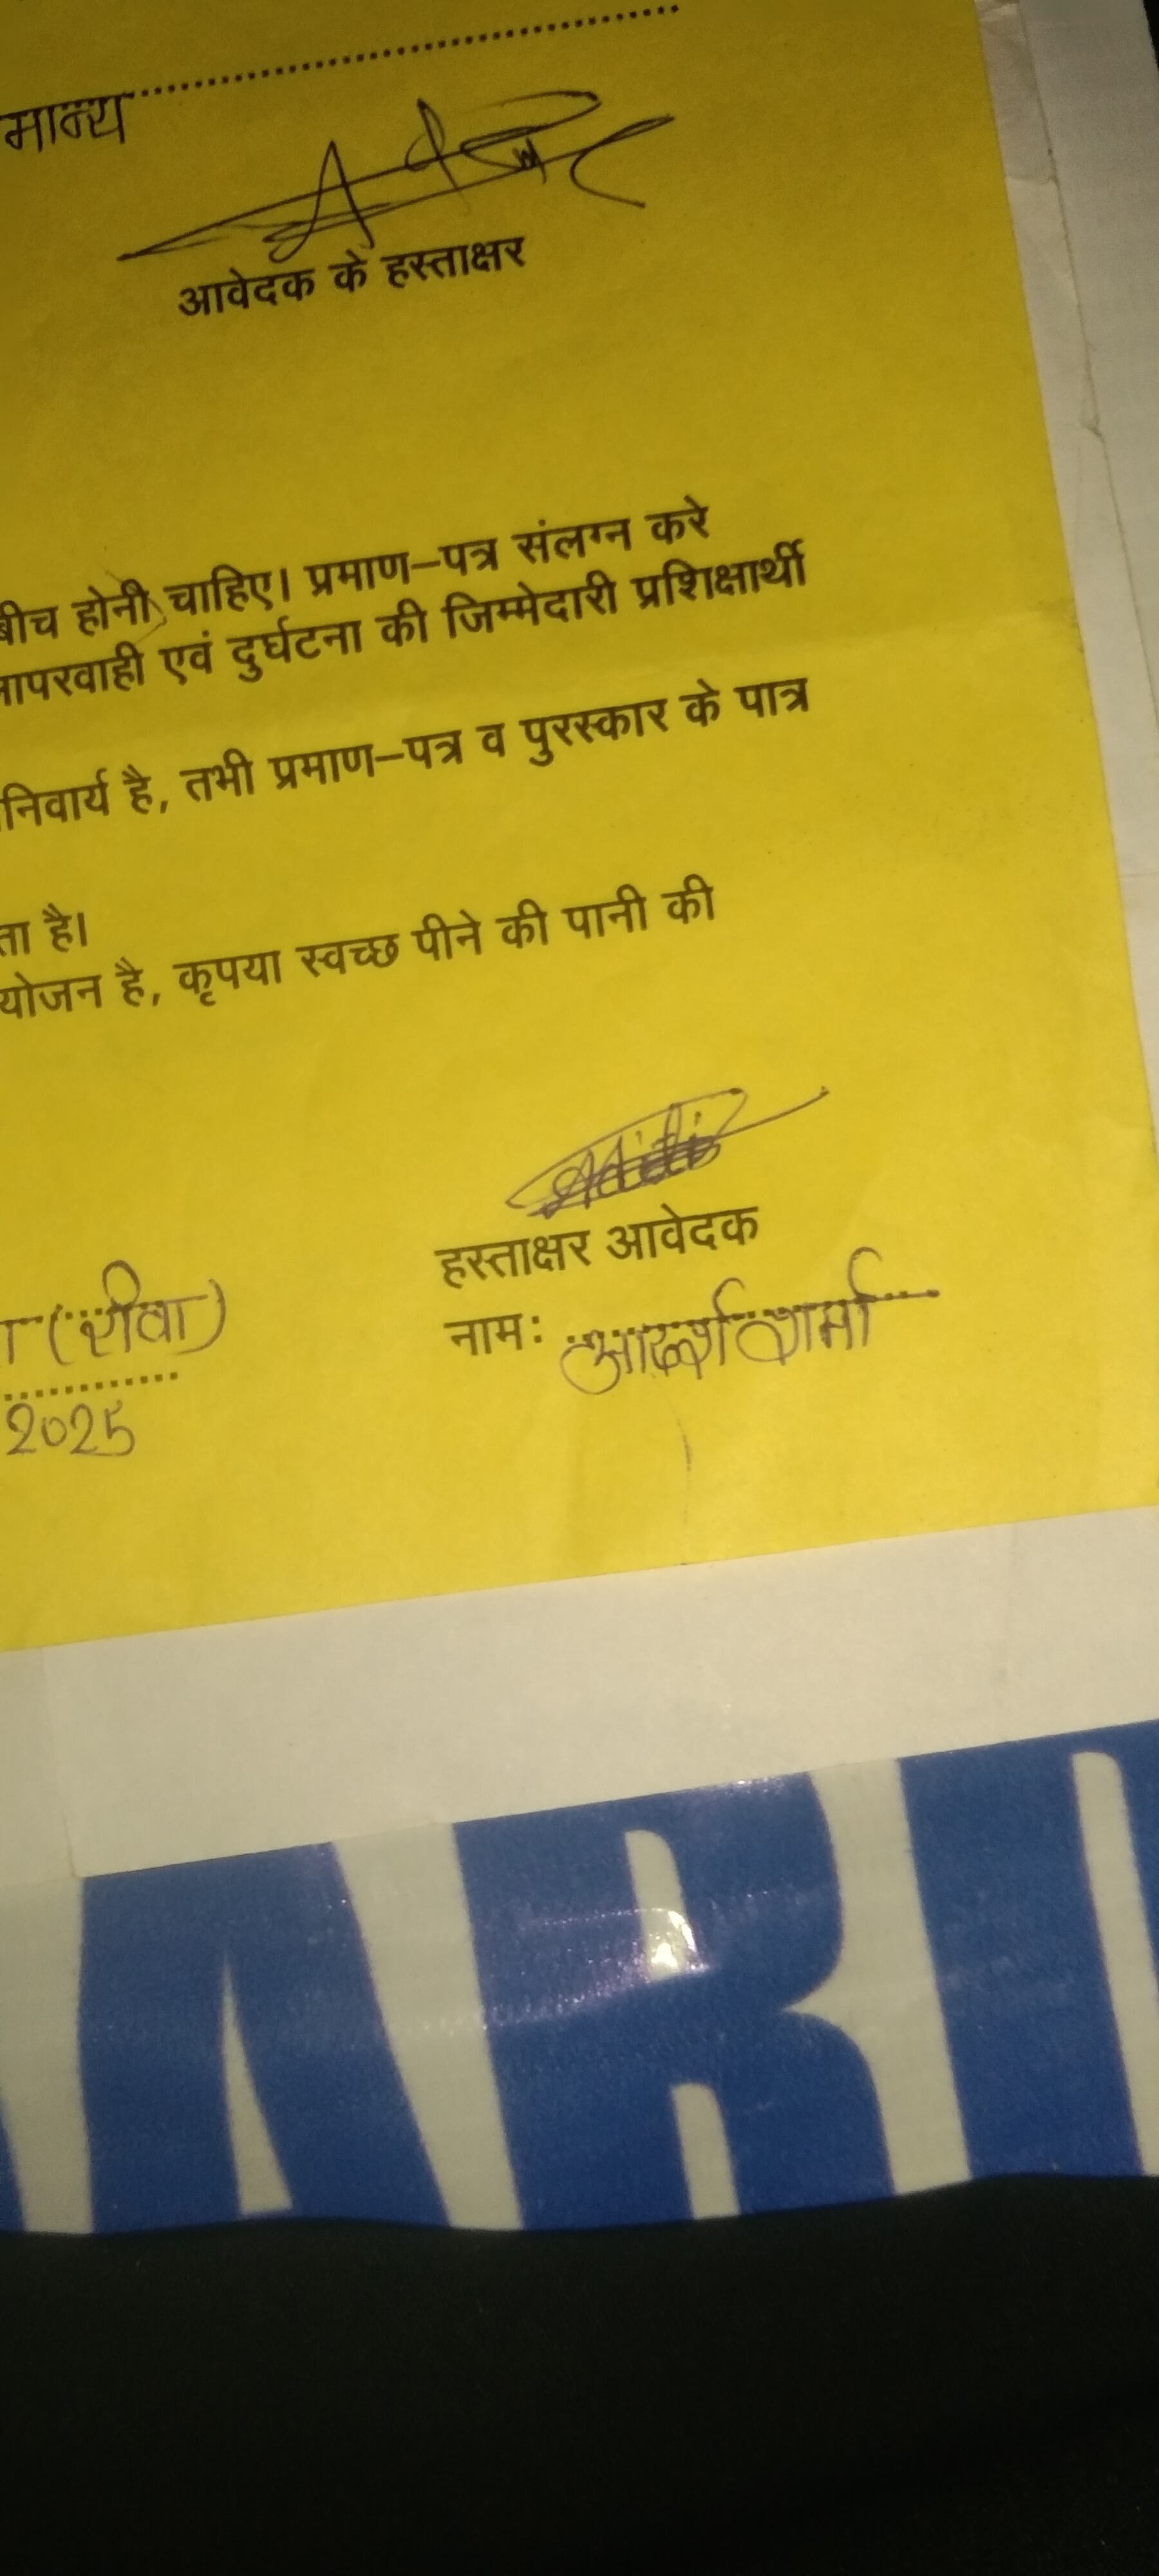 मान्य
आवेदक के हस्ताक्षर
बीच होनी चाहिए। प्रमाण–पत्र संलग्न करे
लापरवाही एवं दुर्घटना की जिम्मेदारी प्रशिक्षार्थी
निवार्य है, तभी प्रमाण–पत्र व पुरस्कार के पात्र
ता है।
योजन है, कृपया स्वच्छ पीने की पानी की
हस्ताक्षर आवेदक
(रीवा)
नाम: आदर्श शर्मा
2025
AR